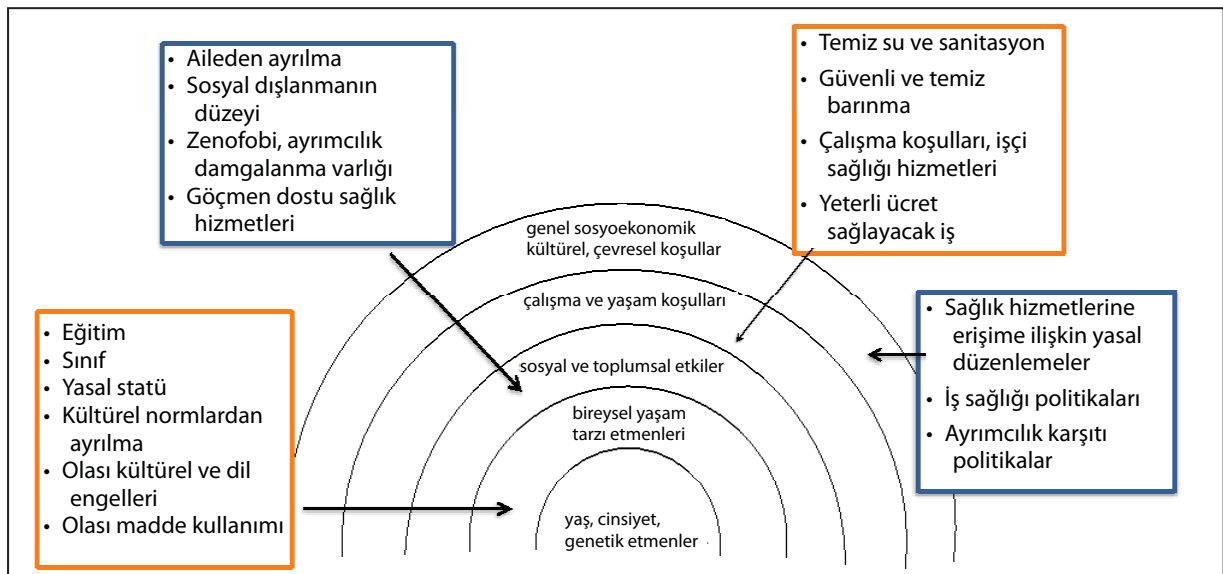 • Aileden ayrılma
• Sosyal dışlanmanın
düzeyi
• Zenofobi, ayrımcılık
damgalanma varlığı
• Göçmen dostu sağlık
hizmetleri
• Temiz su ve sanitasyon
• Güvenli ve temiz
barınma
• Çalışma koşulları, işçi
sağlığı hizmetleri
• Yeterli ücret
sağlayacak iş
genel sosyoekonomik
kültürel, çevresel koşullar
çalışma ve yaşam koşulları
sosyal ve toplumsal etkiler
bireysel yaşam
tarzı etmenleri
yaş, cinsiyet,
genetik etmenler
• Eğitim
• Sınıf
• Yasal statü
• Kültürel normlardan
ayrılma
• Olası kültürel ve dil
engelleri
• Olası madde kullanımı
• Sağlık hizmetlerine
erişime ilişkin yasal
düzenlemeler
• İş sağlığı politikaları
• Ayrımcılık karşıtı
politikalar